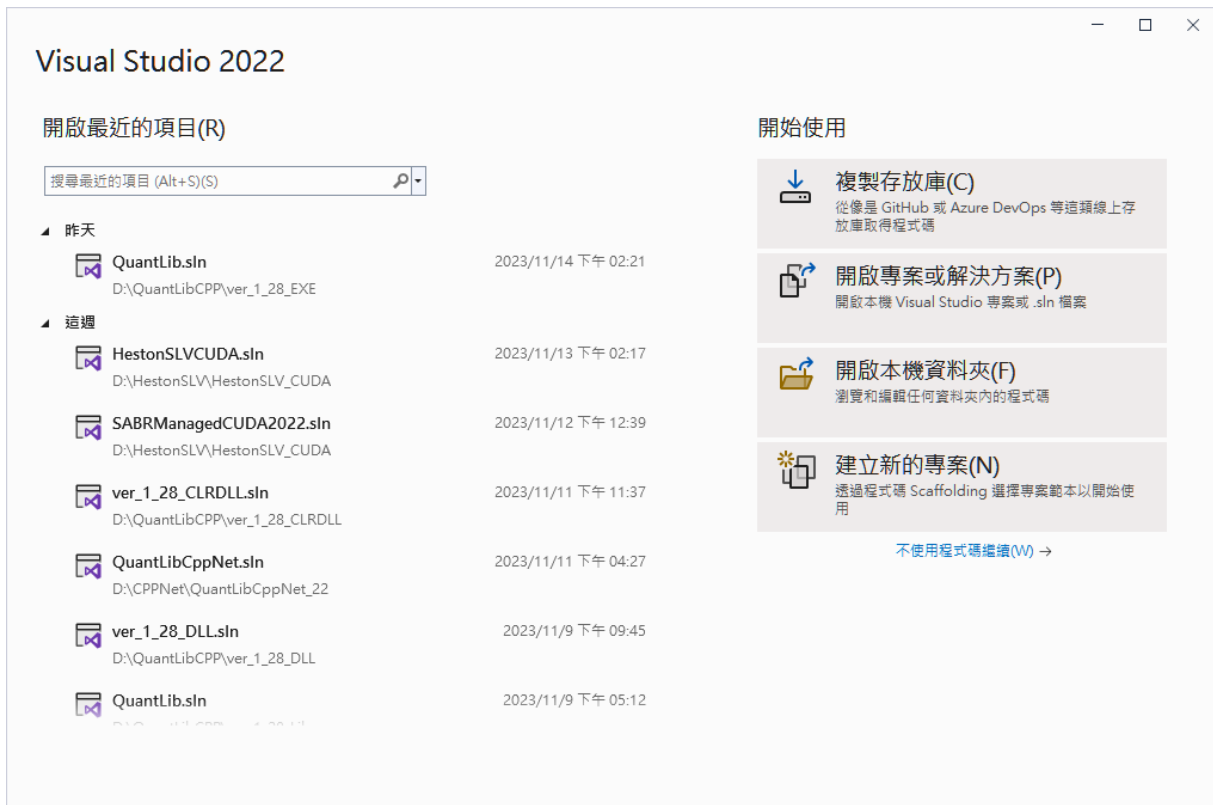 Visual Studio 2022
開啟最近的項目(R)
搜尋最近的項目 (Alt+S)(S)
昨天
QuantLib.sln 2023/11/14 下午 02:21
D:\QuantLibCPP\ver_1_28_EXE
這週
HestonSLVCUDA.sln 2023/11/13 下午 02:17
D:\HestonSLV\HestonSLV_CUDA
SABRManagedCUDA2022.sln 2023/11/12 下午 12:39
D:\HestonSLV\HestonSLV_CUDA
ver_1_28_CLRDLL.sln 2023/11/11 下午 11:37
D:\QuantLibCPP\ver_1_28_CLRDLL
QuantLibCppNet.sln 2023/11/11 下午 04:27
D:\CPPNet\QuantLibCppNet_22
ver_1_28_DLL.sln 2023/11/9 下午 09:45
D:\QuantLibCPP\ver_1_28_DLL
QuantLib.sln 2023/11/9 下午 05:12
開始使用
複製存放庫(C)
從像是 GitHub 或 Azure DevOps 等這類線上存
放庫取得程式碼
開啟專案或解決方案(P)
開啟本機 Visual Studio 專案或 .sln 檔案
開啟本機資料夾(F)
瀏覽和編輯任何資料夾內的程式碼
建立新的專案(N)
透過程式碼 Scaffolding 選擇專案範本以開始使
用
不使用程式碼繼續(W) →